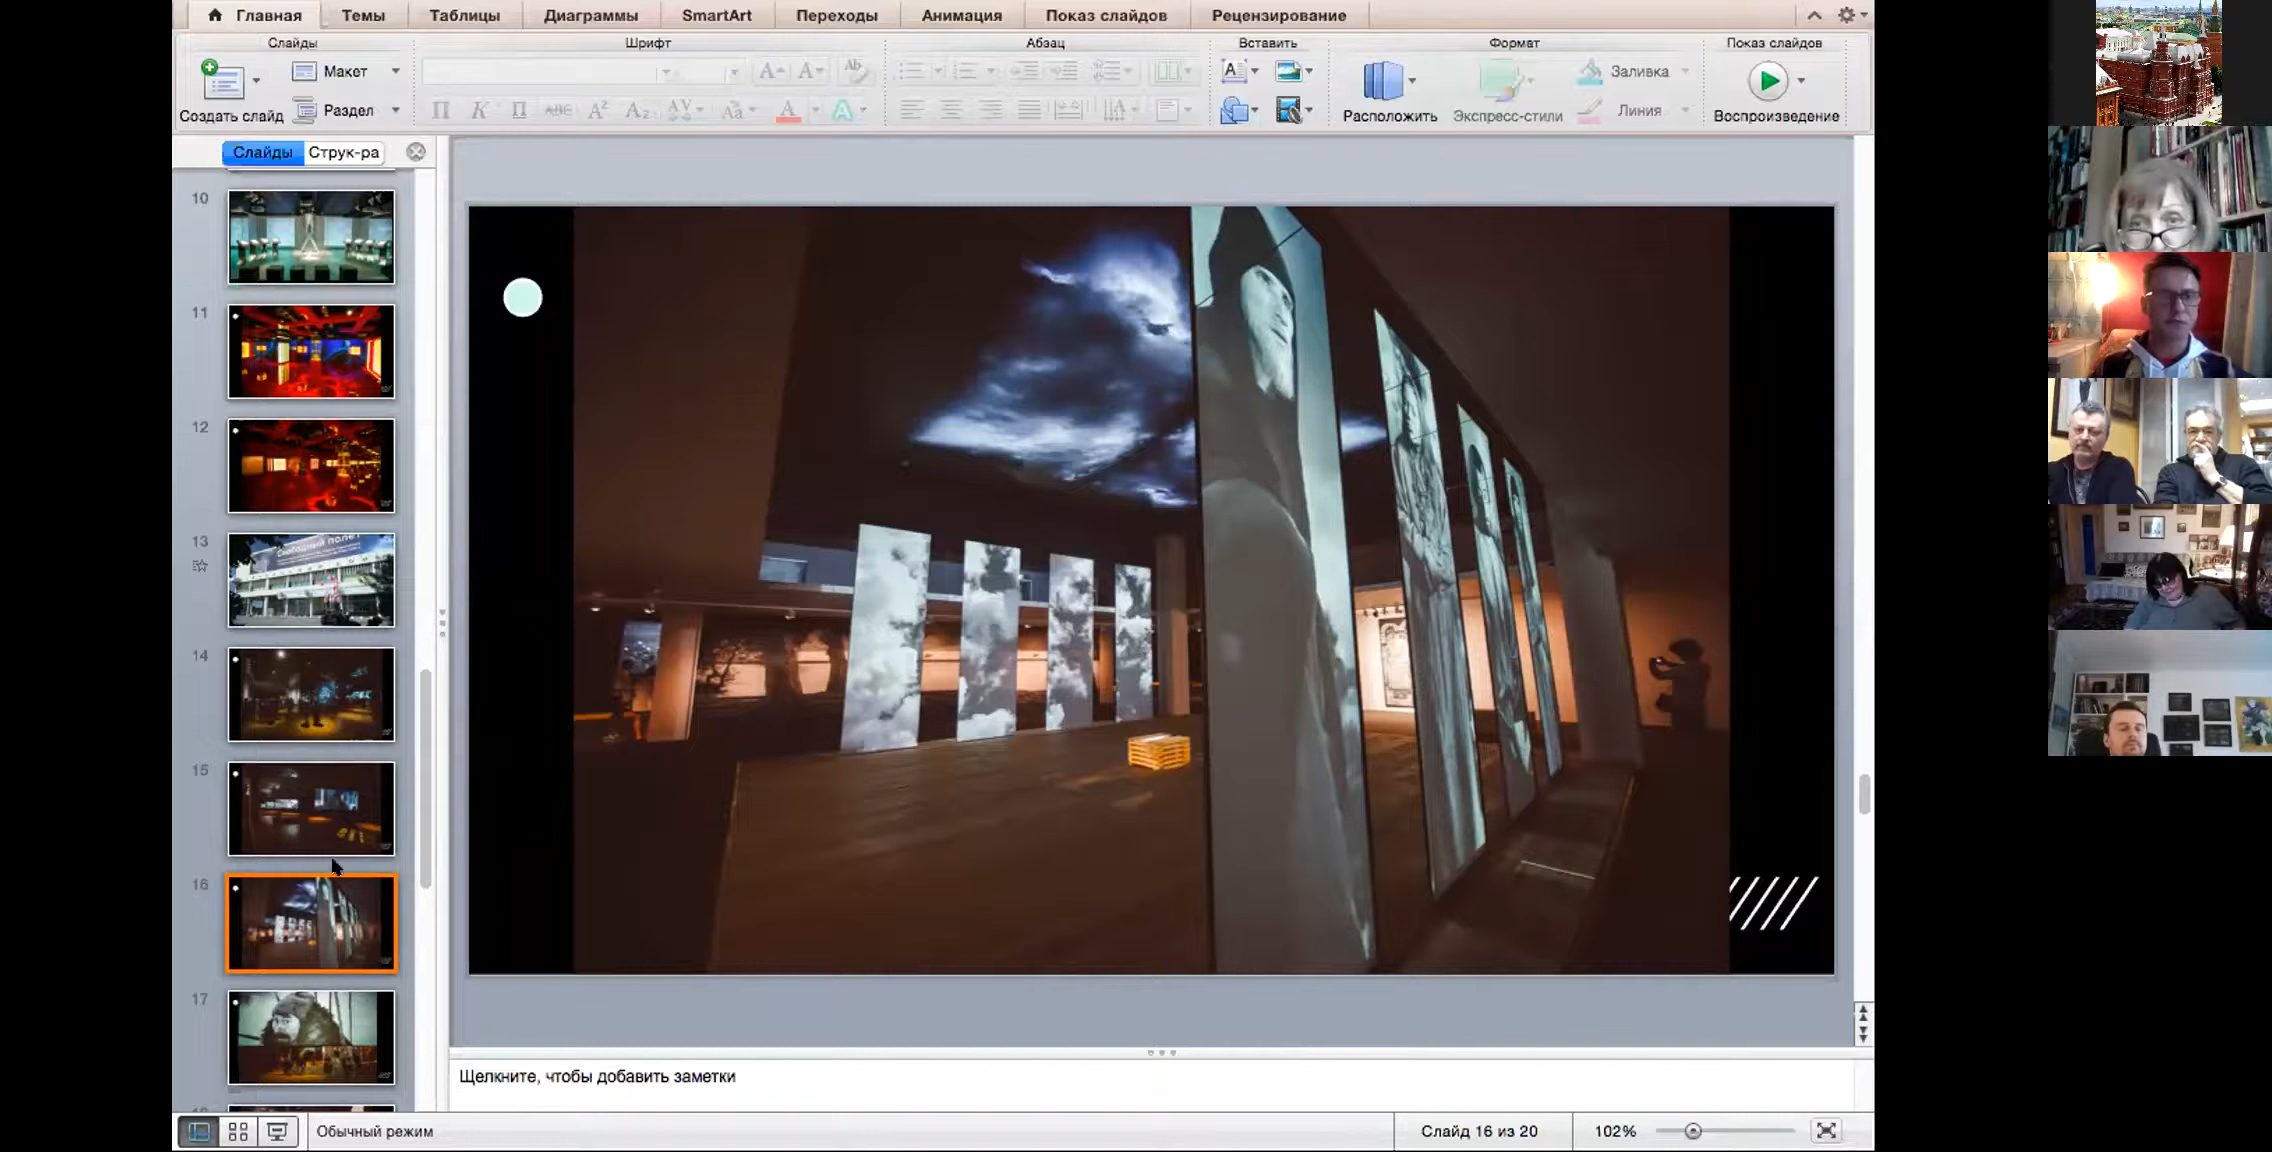 Главная Темы Таблицы Диаграммы SmartArt Переходы Анимация Показ слайдов Рецензирование
Слайды Шрифт Абзац Вставить Формат Показ слайдов
Создать слайд Макет Раздел
Расположить Экспресс-стили Заливка Линия Воспроизведение
Слайды Струк-ра
10
11
12
13
Свободный полет
14
15
16
17
Щелкните, чтобы добавить заметки
Обычный режим Слайд 16 из 20 102%